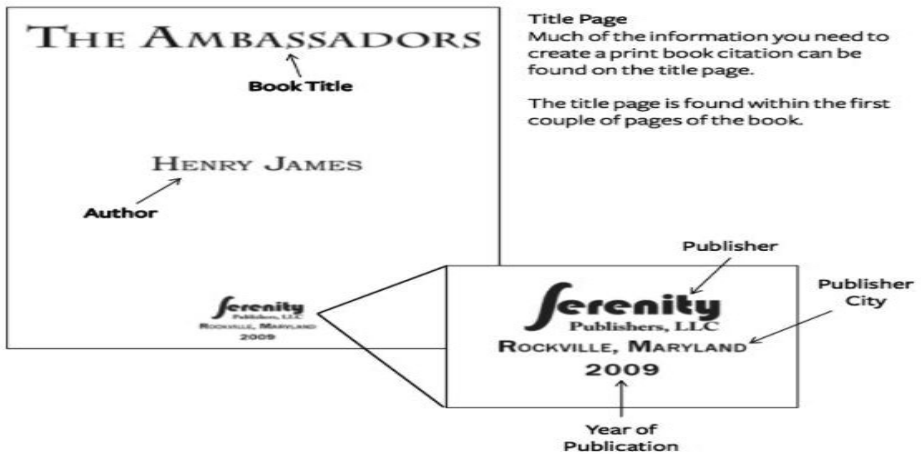 THE AMBASSADORS
Book Title
HENRY JAMES
Author
Serenity
Publishers, LLC
ROCKVILLE, MARYLAND
2009
Title Page
Much of the information you need to
create a print book citation can be
found on the title page.
The title page is found within the first
couple of pages of the book.
Publisher
Publisher
City
Serenity
Publishers, LLC
ROCKVILLE, MARYLAND
2009
Year of
Publication